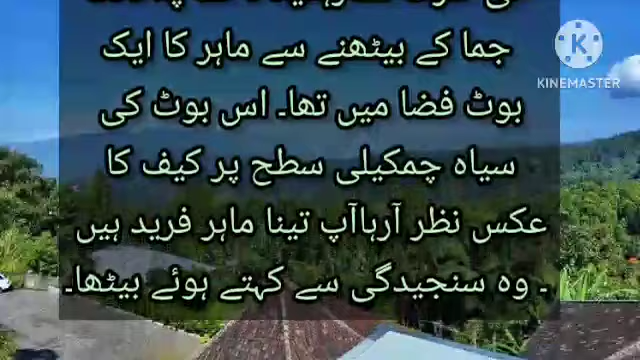 جما کے بیٹھنے سے ماہر کا ایک
بوٹ فضا میں تھا۔ اس بوٹ کی
سیاہ چمکیلی سطح پر کیف کا
عکس نظر آرہاآپ تینا ماہر فرید ہیں
۔ وہ سنجیدگی سے کہتے ہوئے بیٹھا۔
KINEMASTER